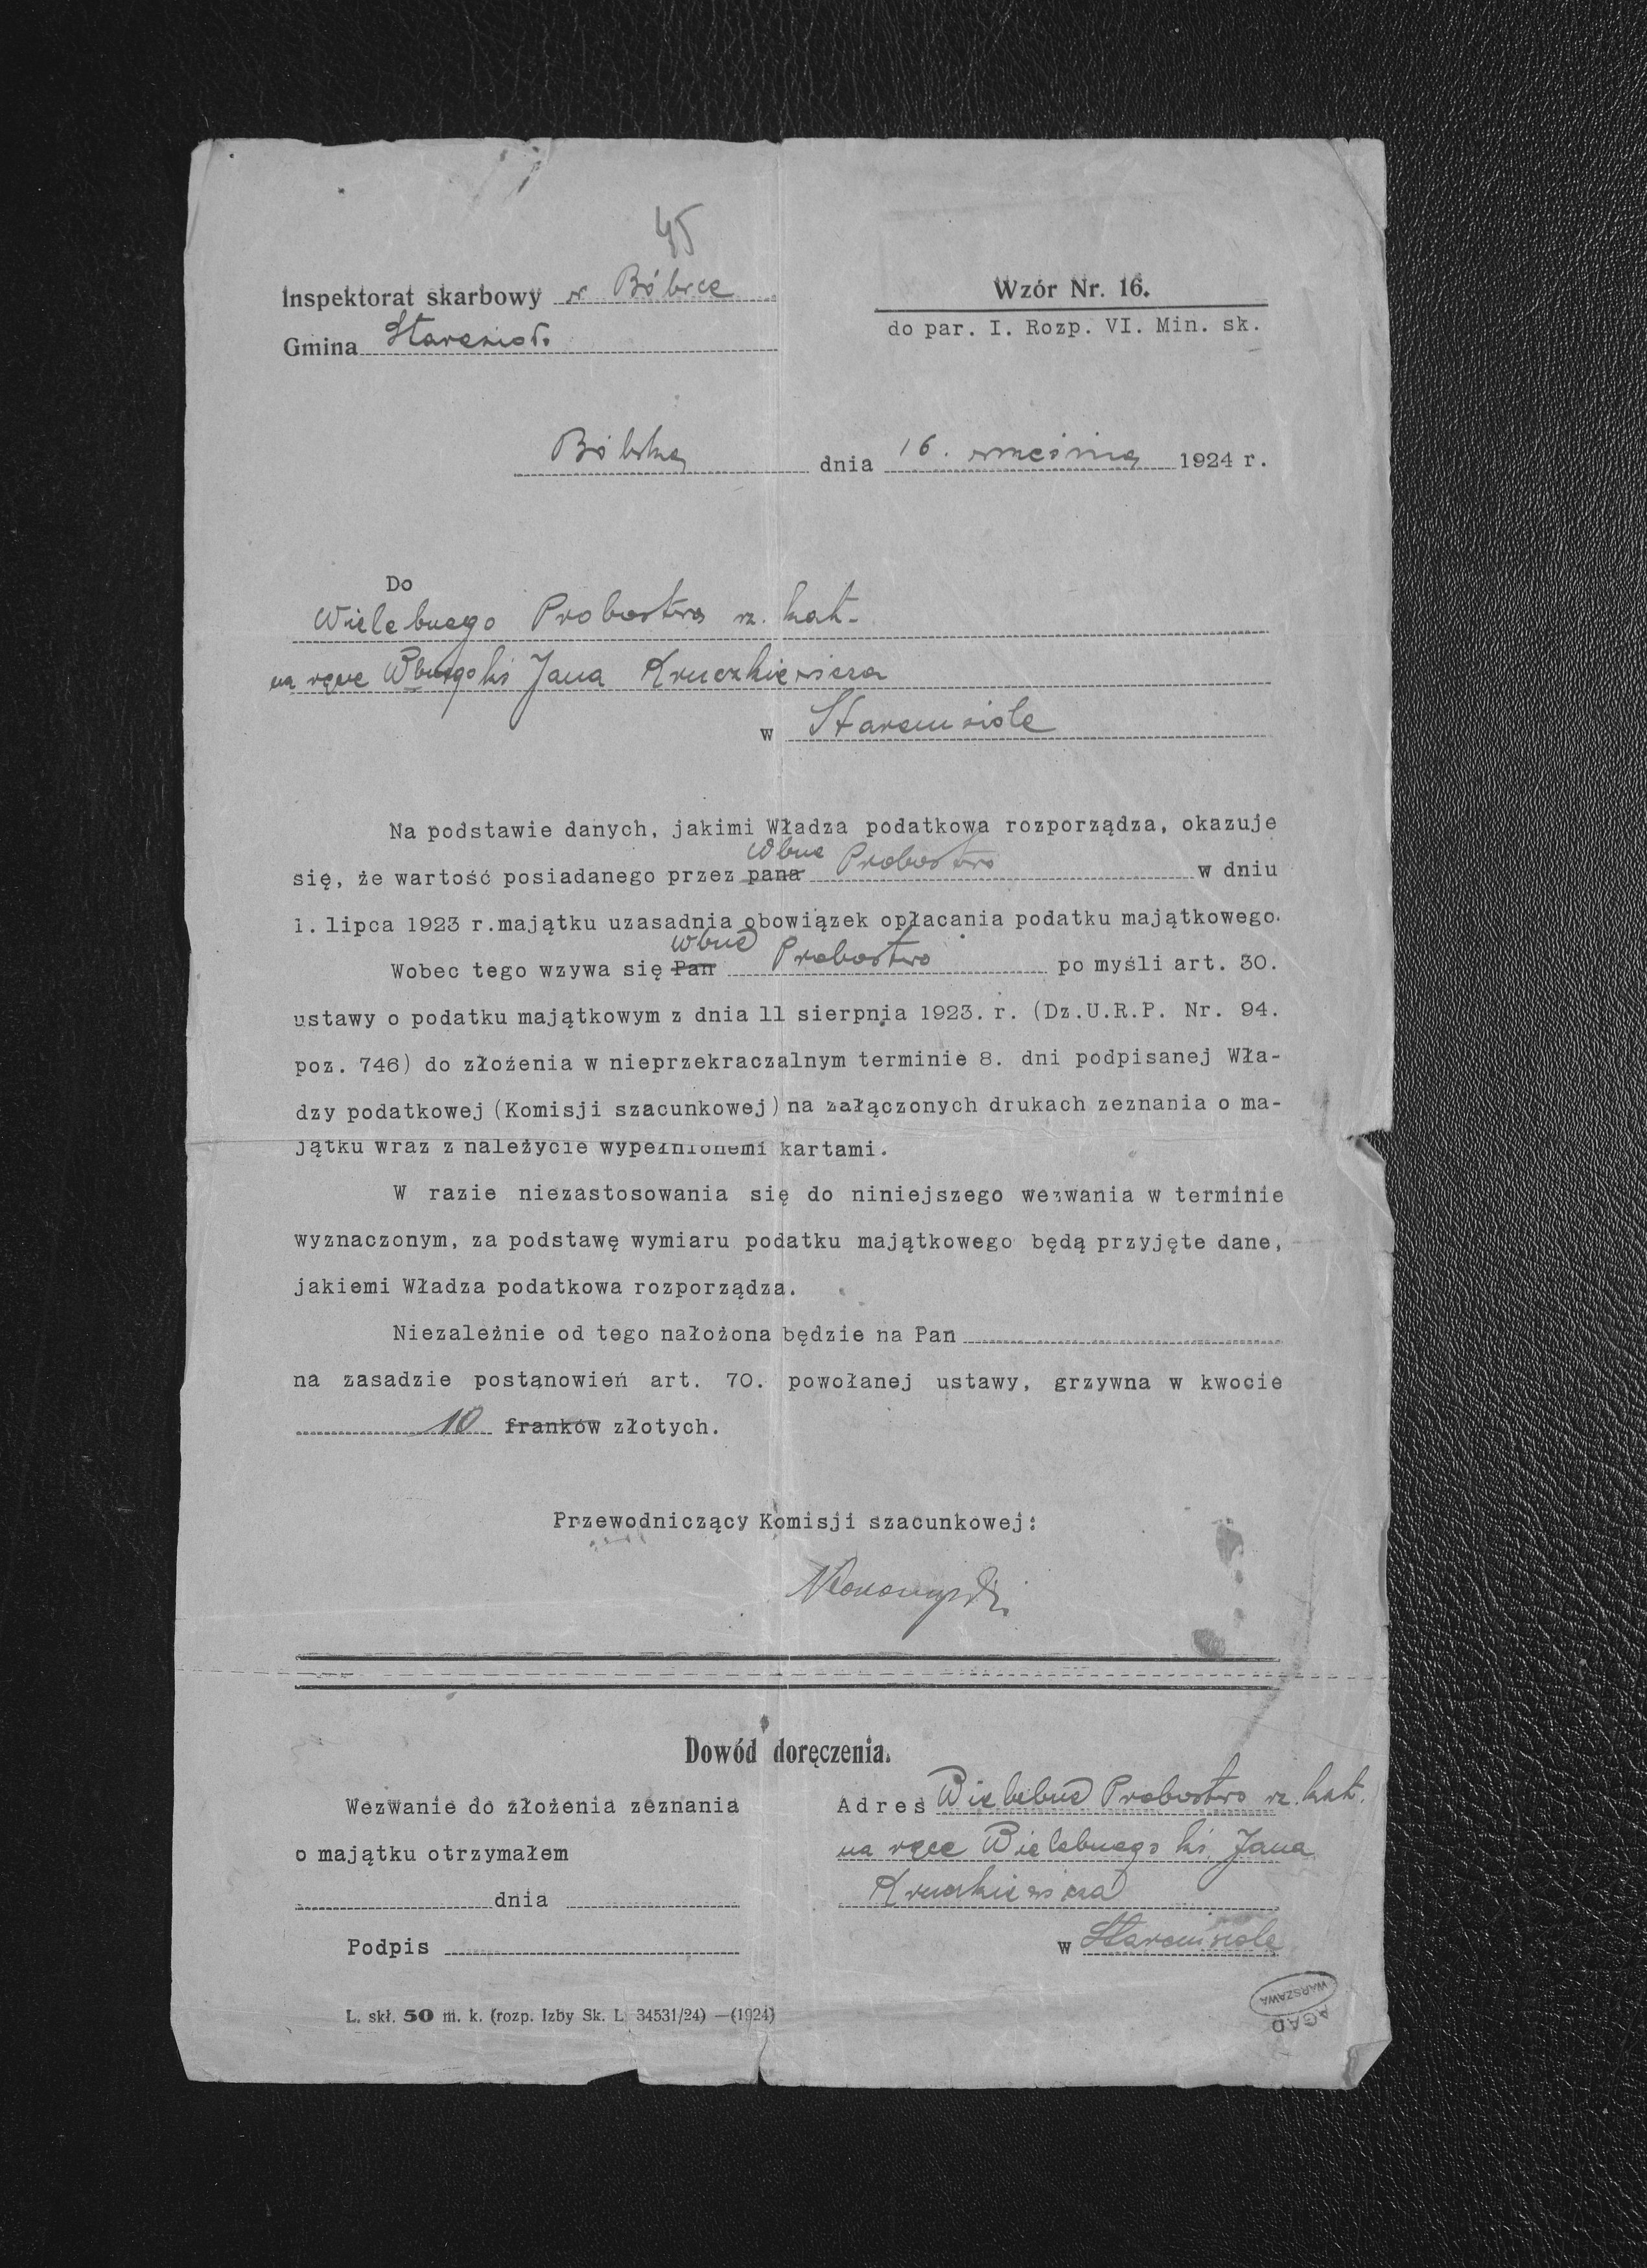 45
Inspektorat skarbowy w Bóbrce
Wzór Nr. 16.
Gmina Staresioł.
do par. I. Rozp. VI. Min. sk.
Bóbrka dnia 16. września 1924 r.
Do
Wielebnego Probostwa rz. kat.
na ręce Wbnego ks Jana Kruczkiewicza
w Staremsiole
Na podstawie danych, jakimi Władza podatkowa rozporządza, okazuje
się, że wartość posiadanego przez pana Wbne Probostwo w dniu
1. lipca 1923 r. majątku uzasadnia obowiązek opłacania podatku majątkowego.
Wobec tego wzywa się Pan Wbne Probostwo po myśli art. 30.
ustawy o podatku majątkowym z dnia 11 sierpnia 1923. r. (Dz.U.R.P. Nr. 94.
poz. 746) do złożenia w nieprzekraczalnym terminie 8. dni podpisanej Wła-
dzy podatkowej (Komisji szacunkowej) na załączonych drukach zeznania o ma-
jątku wraz z należycie wypełnionemi kartami.
W razie niezastosowania się do niniejszego wezwania w terminie
wyznaczonym, za podstawę wymiaru podatku majątkowego będą przyjęte dane,
jakiemi Władza podatkowa rozporządza.
Niezależnie od tego nałożona będzie na Pan
na zasadzie postanowień art. 70. powołanej ustawy, grzywna w kwocie
10 franków złotych.
Przewodniczący Komisji szacunkowej:
Dowód doręczenia.
Wezwanie do złożenia zeznania
o majątku otrzymałem
dnia
Podpis
Adres Wielebne Probostwo rz. kat.
na ręce Wielebnego ks. Jana
Kruczkiewicza
w Staremsiole
L. skł. 50 m. k. (rozp. Izby Sk. L. 34531/24) —(1924)
AGAD
WARSZAWA